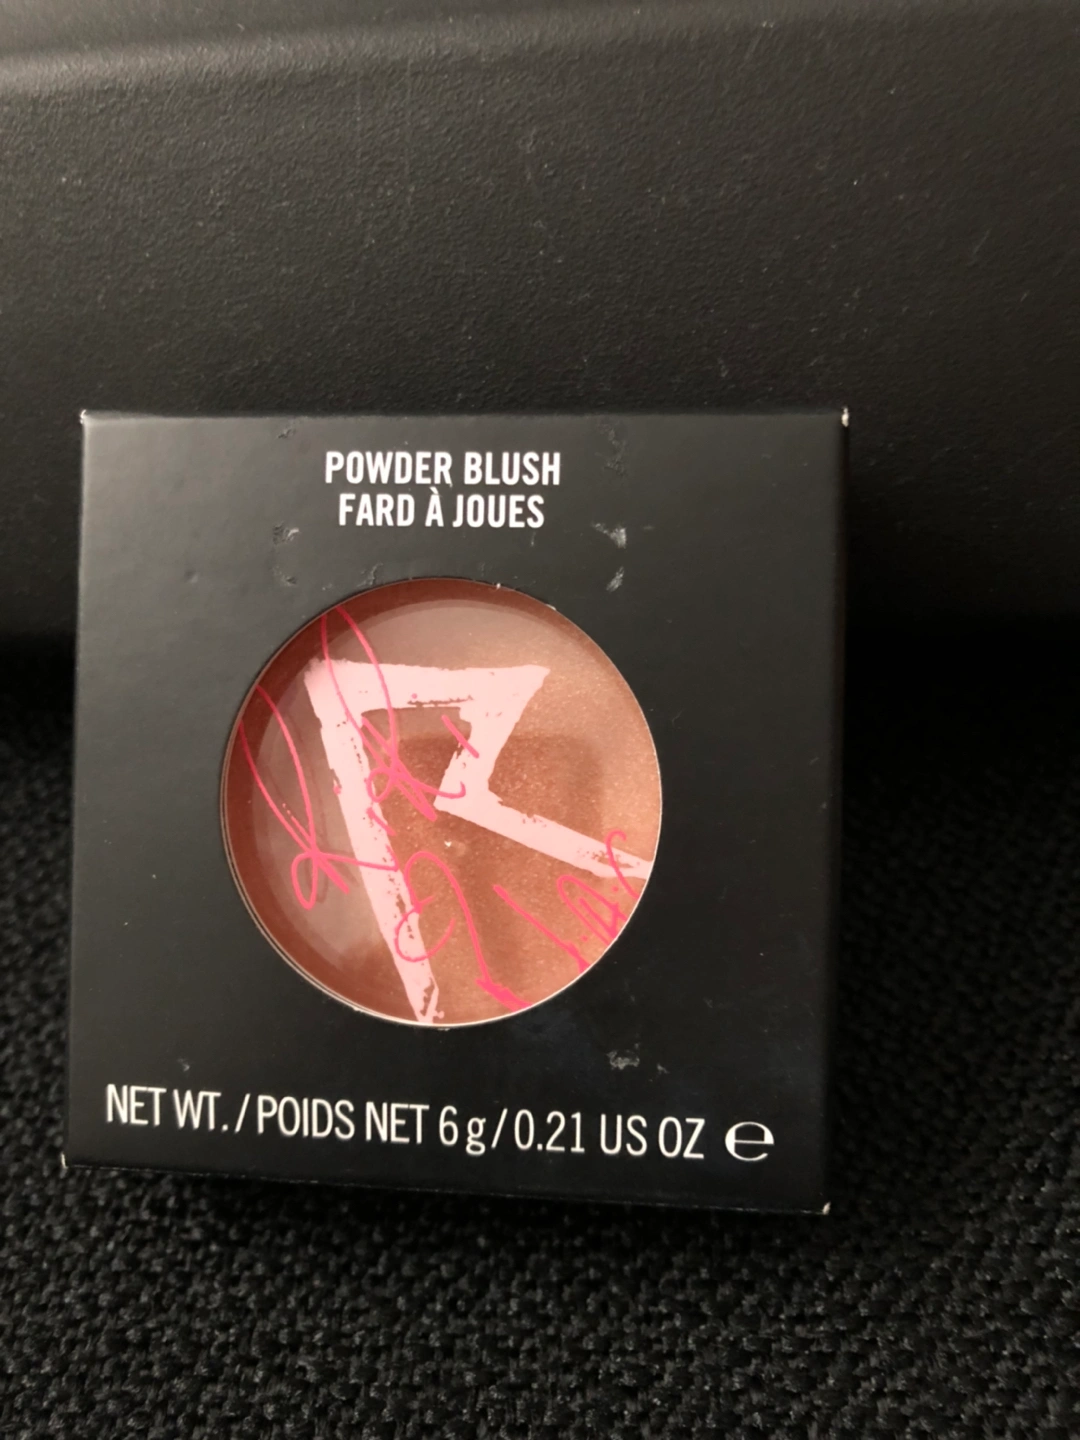 POWDER BLUSH
FARD À JOUES
R
NET WT. / POIDS NET 6 g / 0.21 US OZ e